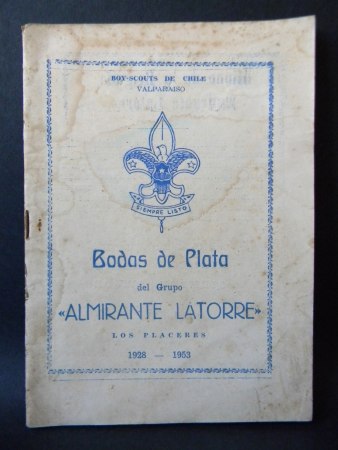 BOY-SCOUTS DE CHILE
VALPARAISO
SIEMPRE LISTO
Bodas de Plata
del Grupo
«ALMIRANTE LATORRE»
LOS PLACERES
1928 — 1953